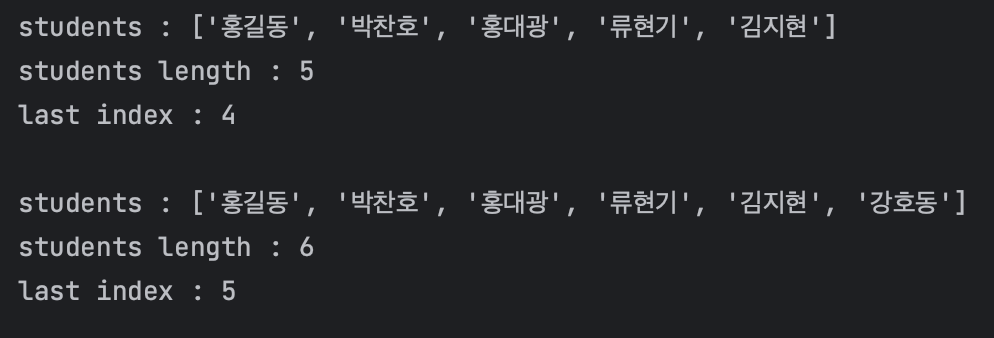 students : ['홍길동', '박찬호', '홍대광', '류현기', '김지현']
students length : 5
last index : 4
students : ['홍길동', '박찬호', '홍대광', '류현기', '김지현', '강호동']
students length : 6
last index : 5